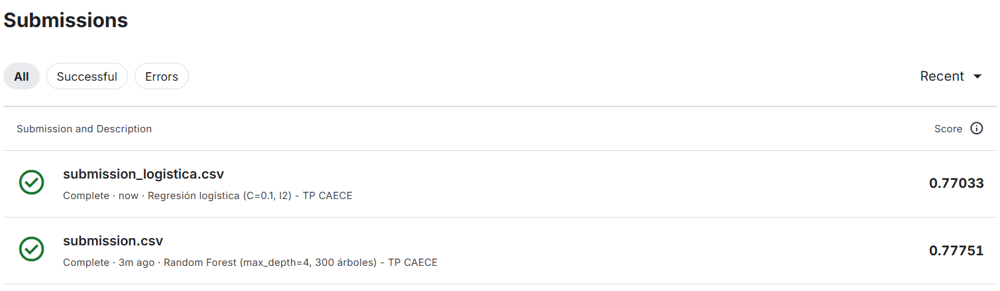 Submissions
All Successful Errors Recent
Submission and Description Score
submission_logistica.csv
Complete · now · Regresión logística (C=0.1, l2) - TP CAECE
0.77033
submission.csv
Complete · 3m ago · Random Forest (max_depth=4, 300 árboles) - TP CAECE
0.77751